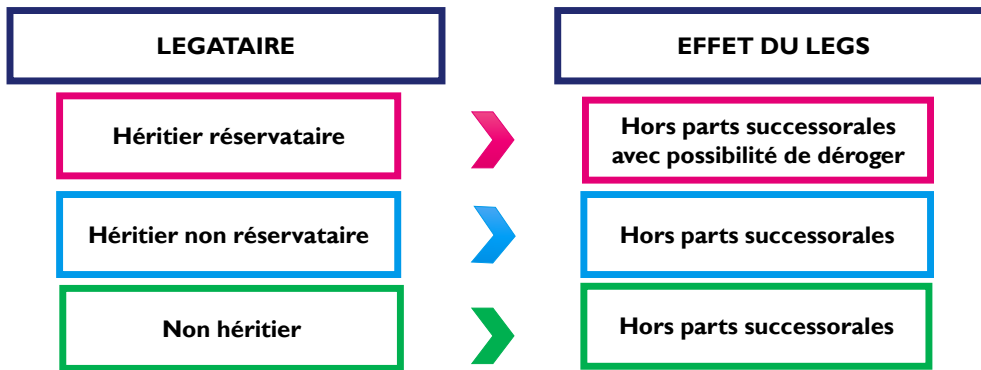 LEGATAIRE
EFFET DU LEGS
Héritier réservataire
Hors parts successorales
avec possibilité de déroger
Héritier non réservataire
Hors parts successorales
Non héritier
Hors parts successorales